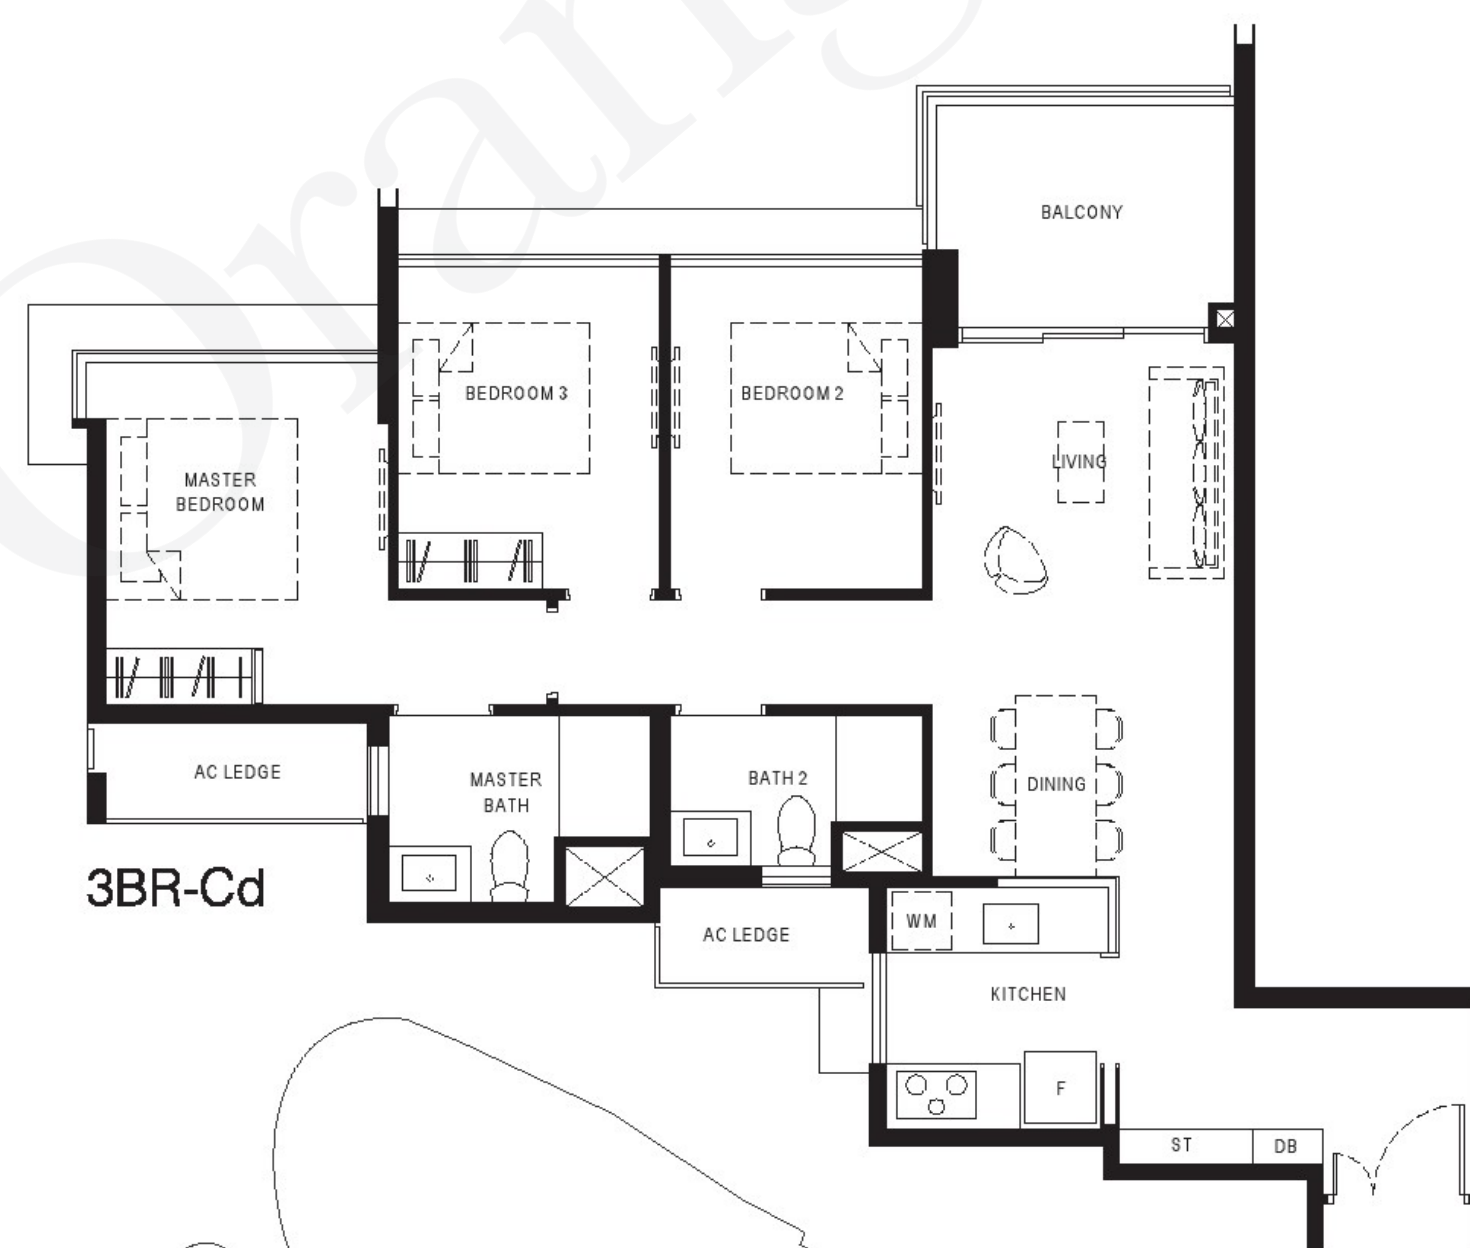 Orang
BALCONY
BEDROOM 3
BEDROOM 2
MASTER
BEDROOM
LIVING
AC LEDGE
MASTER
BATH
BATH 2
DINING
3BR-Cd
AC LEDGE
WM
KITCHEN
F
ST
DB